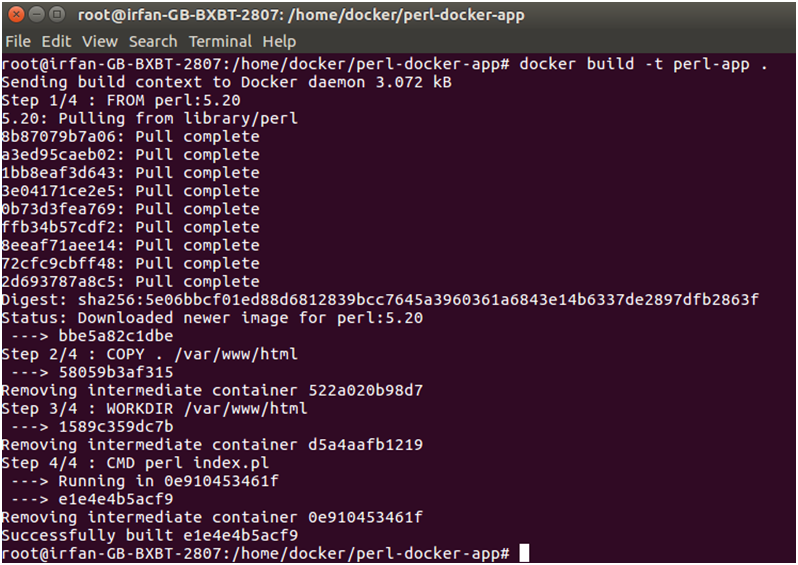 root@irfan-GB-BXBT-2807: /home/docker/perl-docker-app
File Edit View Search Terminal Help
root@irfan-GB-BXBT-2807:/home/docker/perl-docker-app# docker build -t perl-app .
Sending build context to Docker daemon 3.072 kB
Step 1/4 : FROM perl:5.20
5.20: Pulling from library/perl
8b87079b7a06: Pull complete
a3ed95caeb02: Pull complete
1bb8eaf3d643: Pull complete
3e04171ce2e5: Pull complete
0b73d3fea769: Pull complete
ffb34b57cdf2: Pull complete
8eeaf71aee14: Pull complete
72cfc9cbff48: Pull complete
2d693787a8c5: Pull complete
Digest: sha256:5e06bbcf01ed88d6812839bcc7645a3960361a6843e14b6337de2897dfb2863f
Status: Downloaded newer image for perl:5.20
 ---> bbe5a82c1dbe
Step 2/4 : COPY . /var/www/html
 ---> 58059b3af315
Removing intermediate container 522a020b98d7
Step 3/4 : WORKDIR /var/www/html
 ---> 1589c359dc7b
Removing intermediate container d5a4aafb1219
Step 4/4 : CMD perl index.pl
 ---> Running in 0e910453461f
 ---> e1e4e4b5acf9
Removing intermediate container 0e910453461f
Successfully built e1e4e4b5acf9
root@irfan-GB-BXBT-2807:/home/docker/perl-docker-app#